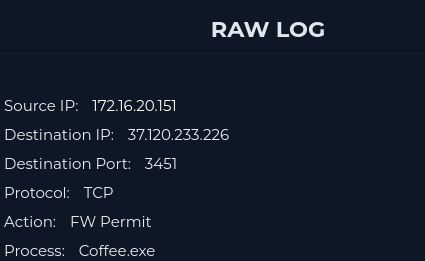 RAW LOG
Source IP: 172.16.20.151
Destination IP: 37.120.233.226
Destination Port: 3451
Protocol: TCP
Action: FW Permit
Process: Coffee.exe